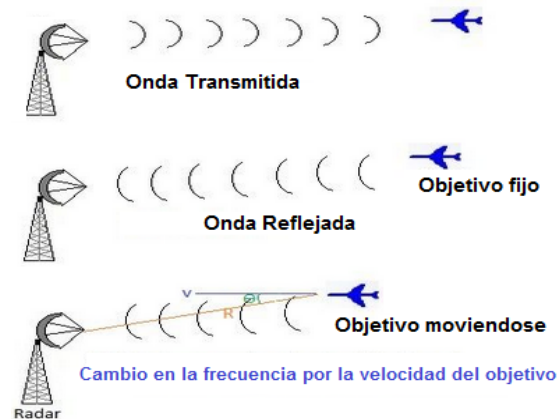 Onda Transmitida
Objetivo fijo
Onda Reflejada
V
Θ
R
Objetivo moviendose
Cambio en la frecuencia por la velocidad del objetivo
Radar